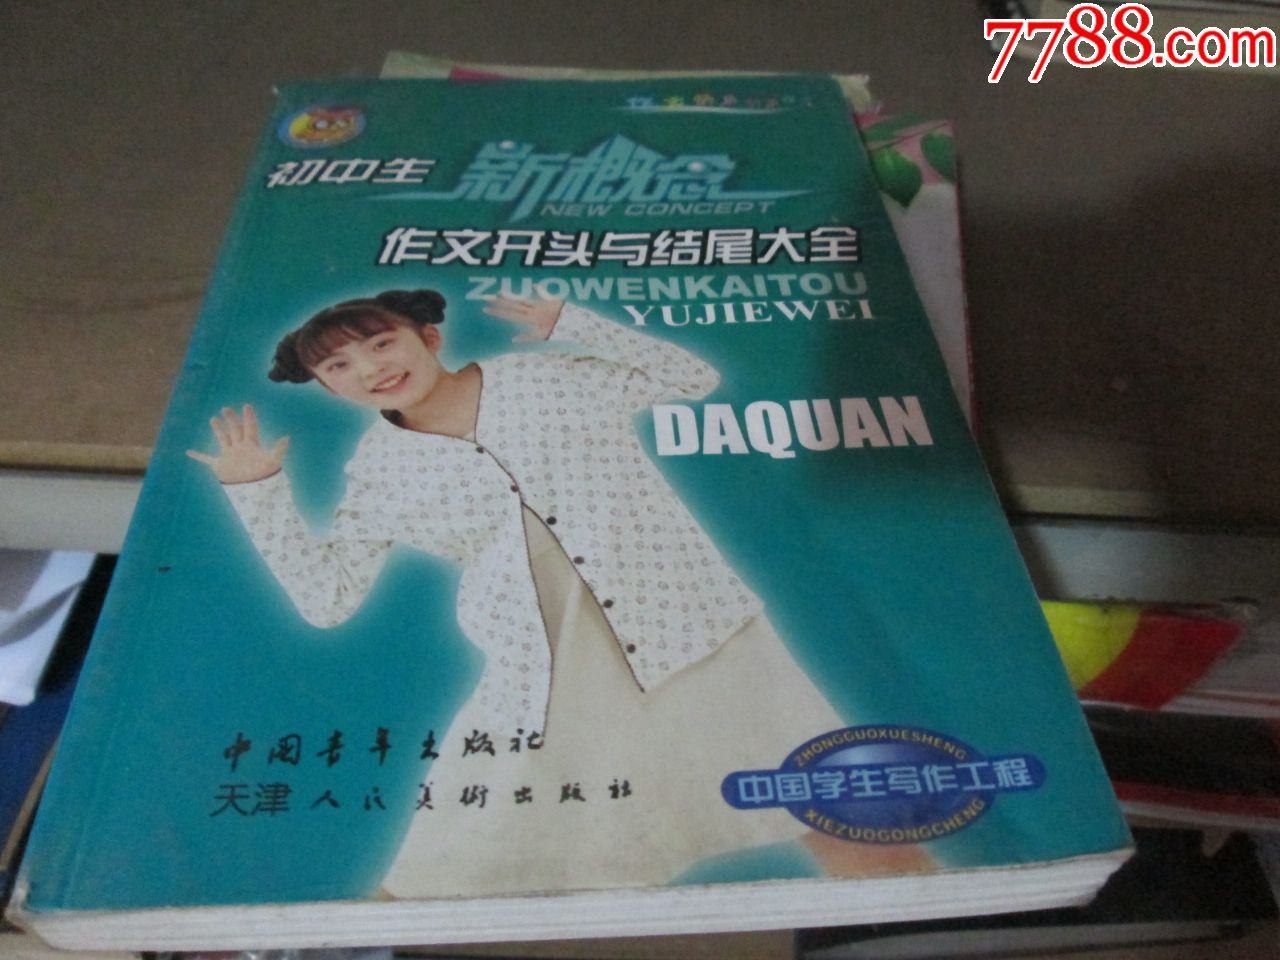 7788.com
初中生 新概念
NEW CONCEPT
作文开头与结尾大全
ZUOWENKAITOU
YUJIEWEI
DAQUAN
中国青年出版社
天津人民美術出版社
ZHONGGUOXUESHENG
中国学生写作工程
XIEZUOGONGCHENG